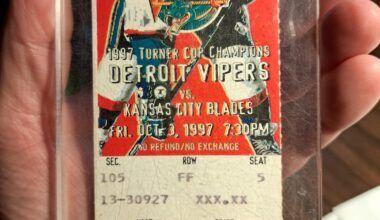 1997 TURNER CUP CHAMPIONS
DETROIT VIPERS
VS.
KANSAS CITY BLADES
FRI, OCT 3, 1997 7:30PM
NO REFUND/NO EXCHANGE
SEC. ROW SEAT
105 FF 5
13-30927 XXX.XX